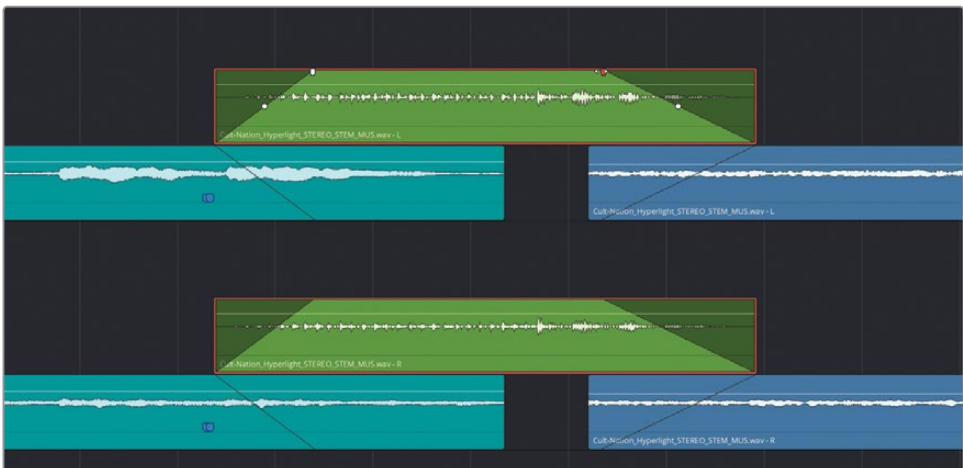 Cult-Nation_Hyperlight_STEREO_STEM_MUS.wav - L
Cult-Nation_Hyperlight_STEREO_STEM_MUS.wav - L
Cult-Nation_Hyperlight_STEREO_STEM_MUS.wav - R
Cult-Nation_Hyperlight_STEREO_STEM_MUS.wav - R